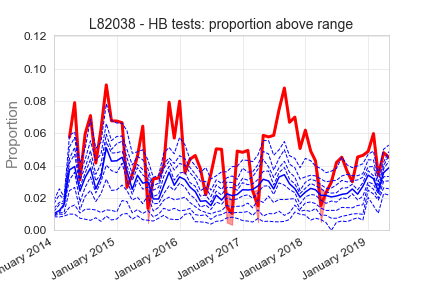 L82038 - HB tests: proportion above range
0.12
0.10
0.08
0.06
0.04
0.02
0.00
Proportion
January 2015
January 2016
January 2017
January 2018
January 2019
nuary 2014